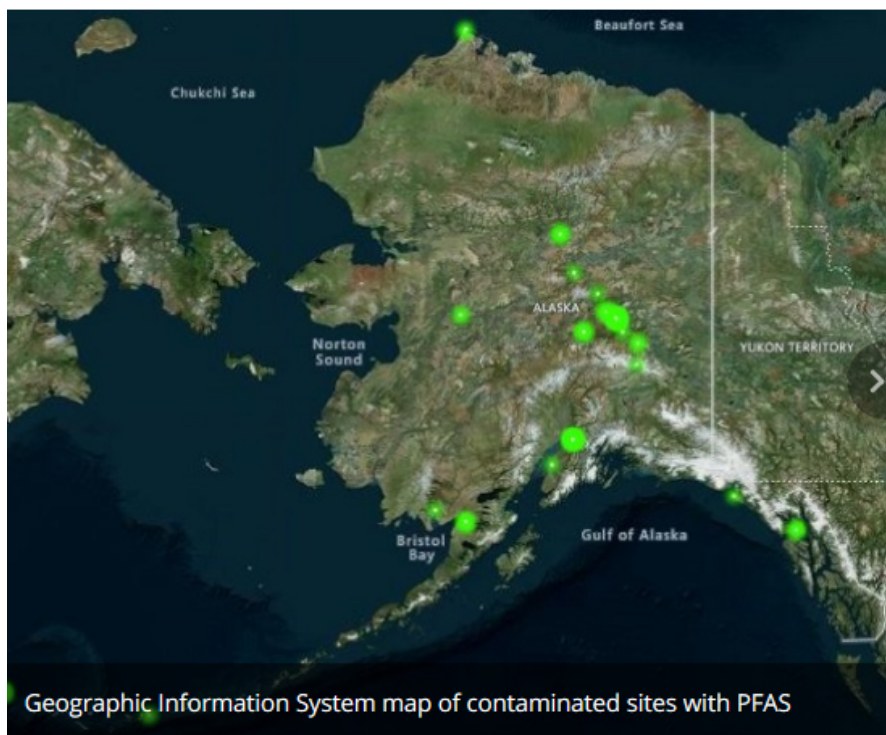 Beaufort Sea
Chukchi Sea
ALASKA
Norton
Sound
YUKON TERRITORY
Bristol
Bay
Gulf of Alaska
Geographic Information System map of contaminated sites with PFAS